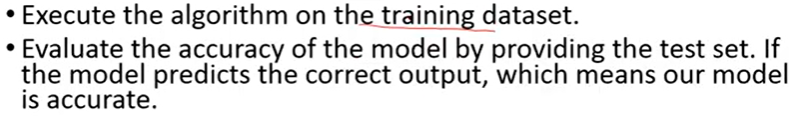 • Execute the algorithm on the training dataset.
• Evaluate the accuracy of the model by providing the test set. If
the model predicts the correct output, which means our model
is accurate.